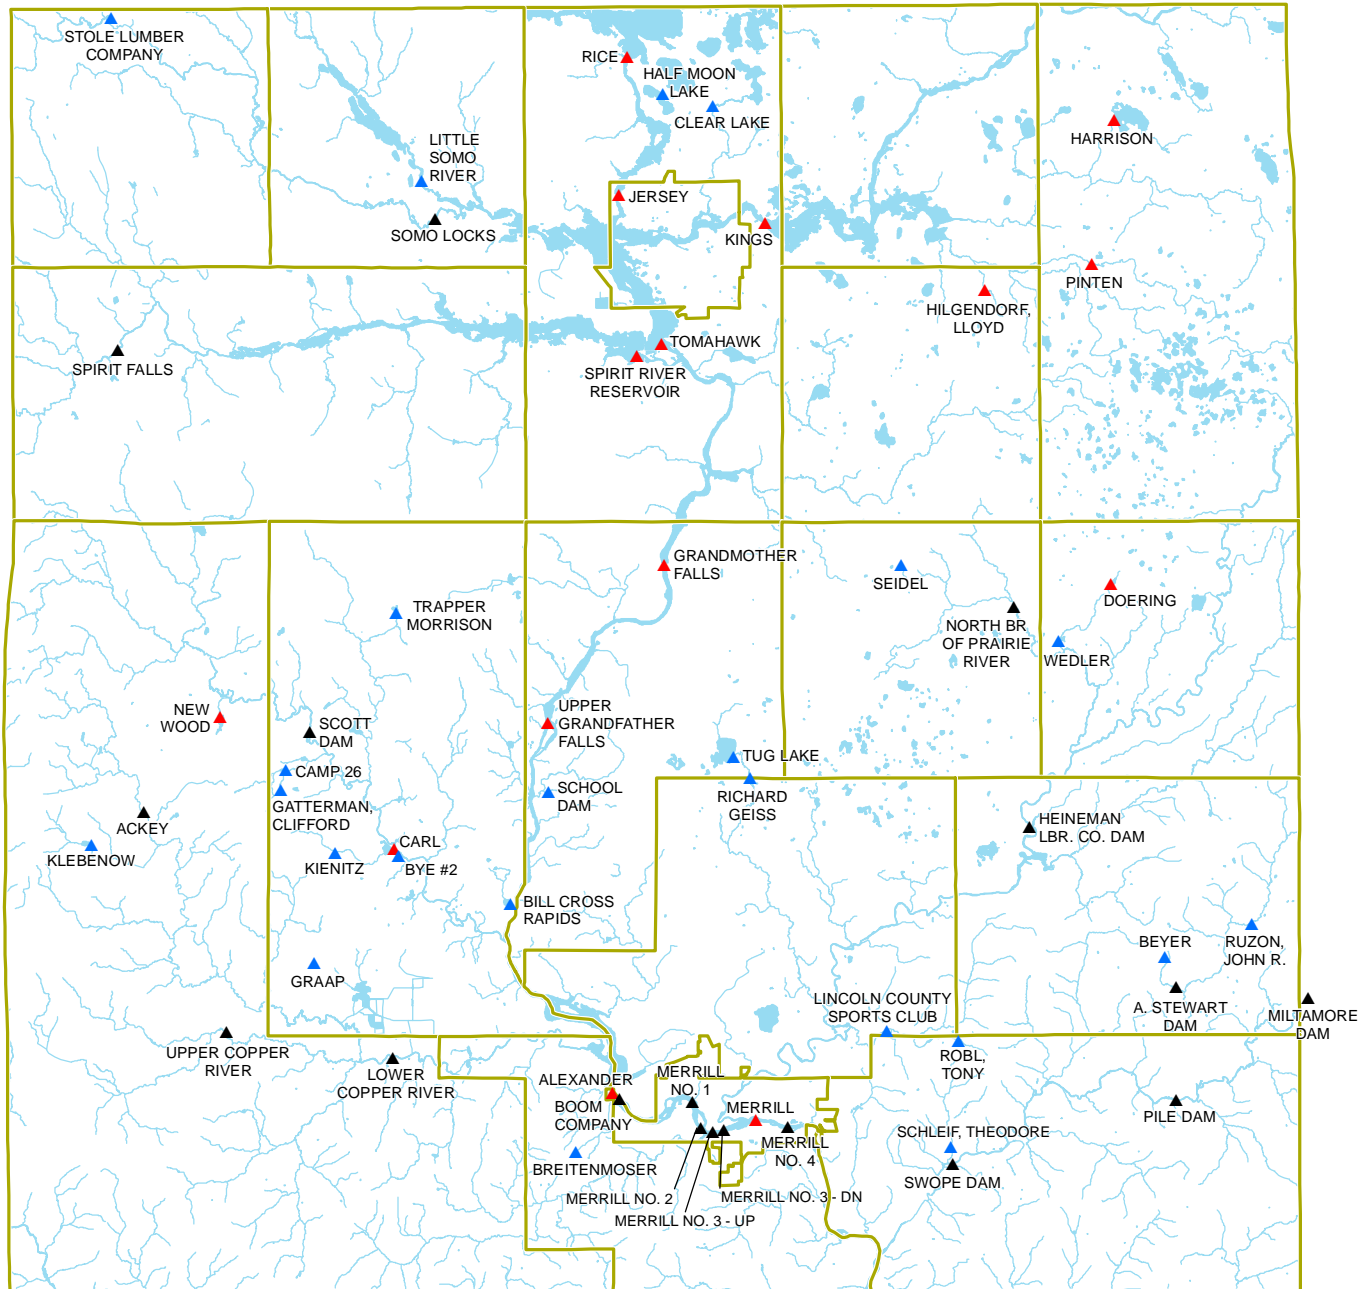 STOLE LUMBER
COMPANY
RICE
HALF MOON
LAKE
CLEAR LAKE
HARRISON
LITTLE
SOMO
RIVER
SOMO LOCKS
JERSEY
KINGS
PINTEN
HILGENDORF,
LLOYD
SPIRIT FALLS
TOMAHAWK
SPIRIT RIVER
RESERVOIR
GRANDMOTHER
FALLS
SEIDEL
DOERING
TRAPPER
MORRISON
NORTH BR
OF PRAIRIE
RIVER
WEDLER
NEW
WOOD
SCOTT
DAM
UPPER
GRANDFATHER
FALLS
TUG LAKE
CAMP 26
GATTERMAN,
CLIFFORD
SCHOOL
DAM
RICHARD
GEISS
ACKEY
KLEBENOW
KIENITZ
CARL
BYE #2
HEINEMAN
LBR. CO. DAM
BILL CROSS
RAPIDS
BEYER
RUZON,
JOHN R.
GRAAP
LINCOLN COUNTY
SPORTS CLUB
A. STEWART
DAM
MILTAMORE
DAM
UPPER COPPER
RIVER
LOWER
COPPER RIVER
ROBL,
TONY
ALEXANDER
BOOM
COMPANY
MERRILL
NO. 1
MERRILL
MERRILL
NO. 4
PILE DAM
SCHLEIF, THEODORE
SWOPE DAM
BREITENMOSER
MERRILL NO. 2
MERRILL NO. 3 - DN
MERRILL NO. 3 - UP